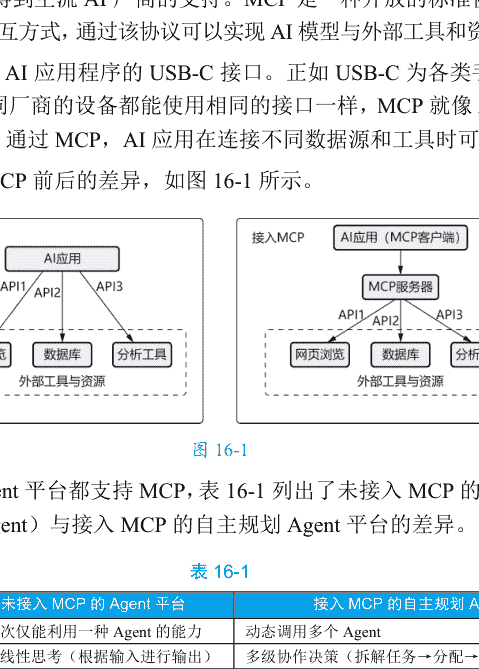 得到主流 AI 厂商的支持。MCP 是一种开放的标准
互方式，通过该协议可以实现 AI 模型与外部工具和资
AI 应用程序的 USB-C 接口。正如 USB-C 为各类
同厂商的设备都能使用相同的接口一样，MCP 就像
通过 MCP，AI 应用在连接不同数据源和工具时可
CP 前后的差异，如图 16-1 所示。
AI应用
API1 API2 API3
览 数据库 分析工具
外部工具与资源
接入MCP AI应用（MCP客户端）
MCP服务器
API1 API2 API3
网页浏览 数据库 分析
外部工具与资源
图 16-1
ent 平台都支持 MCP，表 16-1 列出了未接入 MCP 的
gent）与接入 MCP 的自主规划 Agent 平台的差异。
表 16-1
未接入 MCP 的 Agent 平台 接入 MCP 的自主规划 A
次仅能利用一种 Agent 的能力 动态调用多个 Agent
线性思考（根据输入进行输出） 多级协作决策（拆解任务→分配→